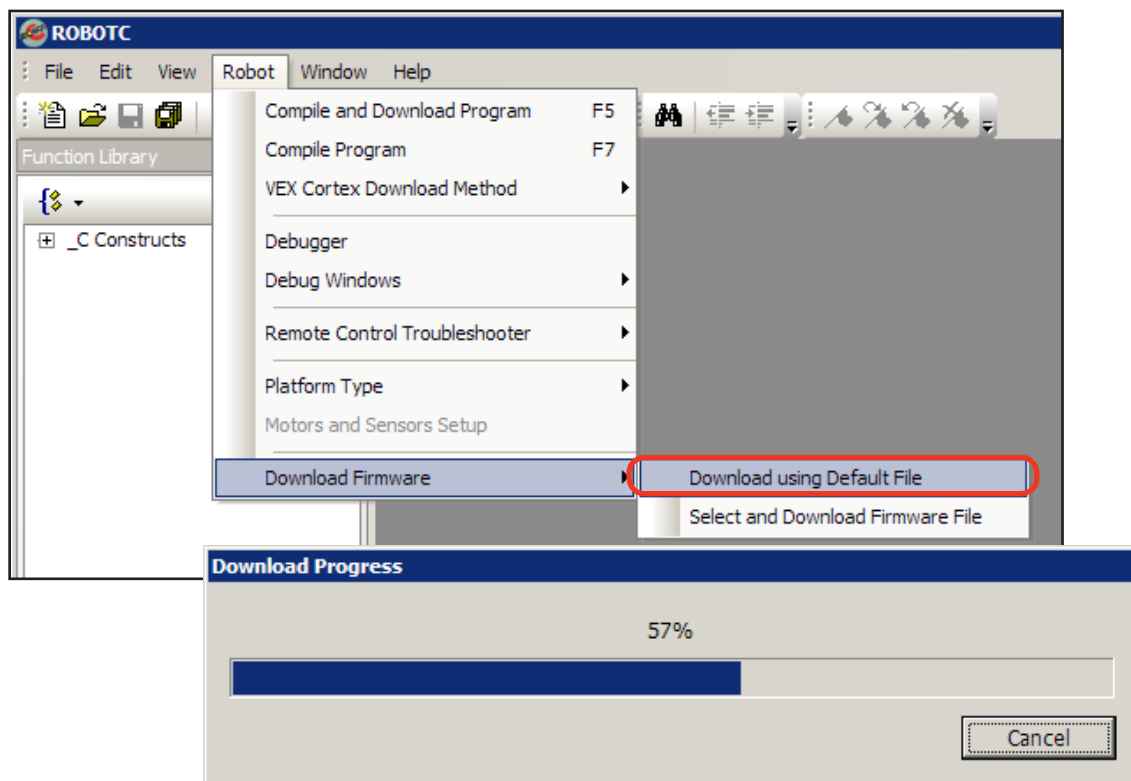 ROBOTC
File Edit View Robot Window Help
Function Library
_C Constructs
Compile and Download Program F5
Compile Program F7
VEX Cortex Download Method
Debugger
Debug Windows
Remote Control Troubleshooter
Platform Type
Motors and Sensors Setup
Download Firmware
Download using Default File
Select and Download Firmware File
Download Progress
57%
Cancel